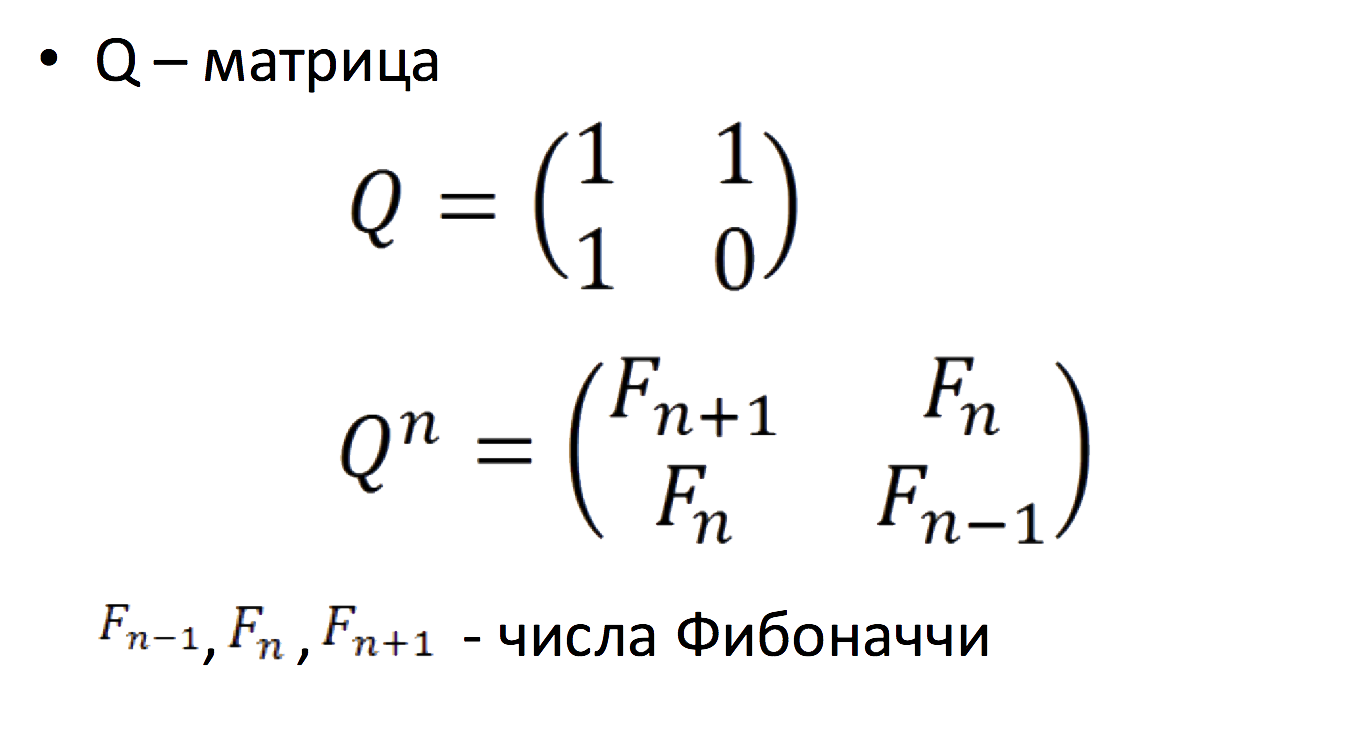 • Q – матрица
Q = (1 1
1 0)
Qⁿ = (Fₙ₊₁ Fₙ
Fₙ Fₙ₋₁)
Fₙ₋₁, Fₙ, Fₙ₊₁ - числа Фибоначчи